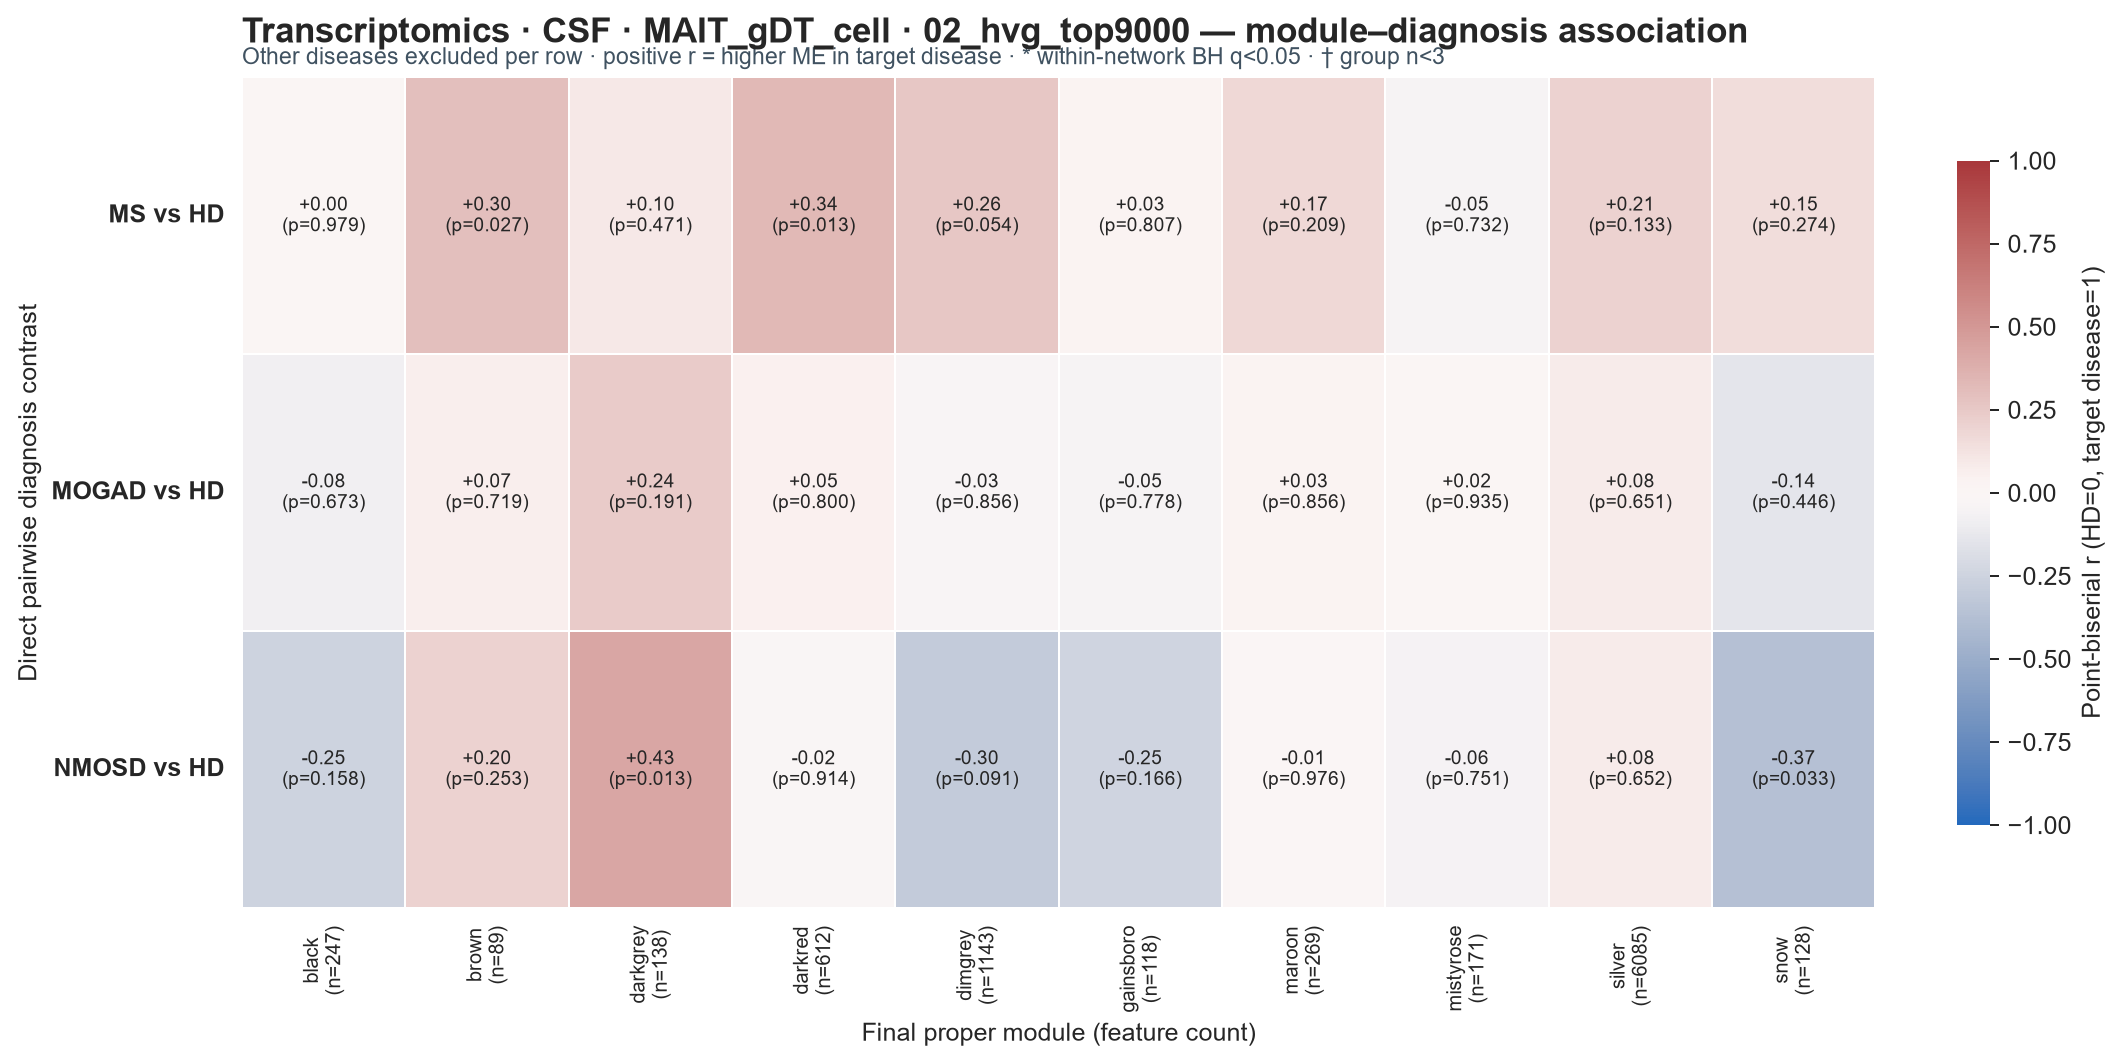 Transcriptomics · CSF · MAIT_gDT_cell · 02_hvg_top9000 — module–diagnosis association
Other diseases excluded per row · positive r = higher ME in target disease · * within-network BH q<0.05 · † group n<3
Direct pairwise diagnosis contrast
MS vs HD
+0.00
(p=0.979)
+0.30
(p=0.027)
+0.10
(p=0.471)
+0.34
(p=0.013)
+0.26
(p=0.054)
+0.03
(p=0.807)
+0.17
(p=0.209)
-0.05
(p=0.732)
+0.21
(p=0.133)
+0.15
(p=0.274)
MOGAD vs HD
-0.08
(p=0.673)
+0.07
(p=0.719)
+0.24
(p=0.191)
+0.05
(p=0.800)
-0.03
(p=0.856)
-0.05
(p=0.778)
+0.03
(p=0.856)
+0.02
(p=0.935)
+0.08
(p=0.651)
-0.14
(p=0.446)
NMOSD vs HD
-0.25
(p=0.158)
+0.20
(p=0.253)
+0.43
(p=0.013)
-0.02
(p=0.914)
-0.30
(p=0.091)
-0.25
(p=0.166)
-0.01
(p=0.976)
-0.06
(p=0.751)
+0.08
(p=0.652)
-0.37
(p=0.033)
black
(n=247)
brown
(n=89)
darkgrey
(n=138)
darkred
(n=612)
dimgrey
(n=1143)
gainsboro
(n=118)
maroon
(n=269)
mistyrose
(n=171)
silver
(n=6085)
snow
(n=128)
Final proper module (feature count)
1.00
0.75
0.50
0.25
0.00
−0.25
−0.50
−0.75
−1.00
Point-biserial r (HD=0, target disease=1)